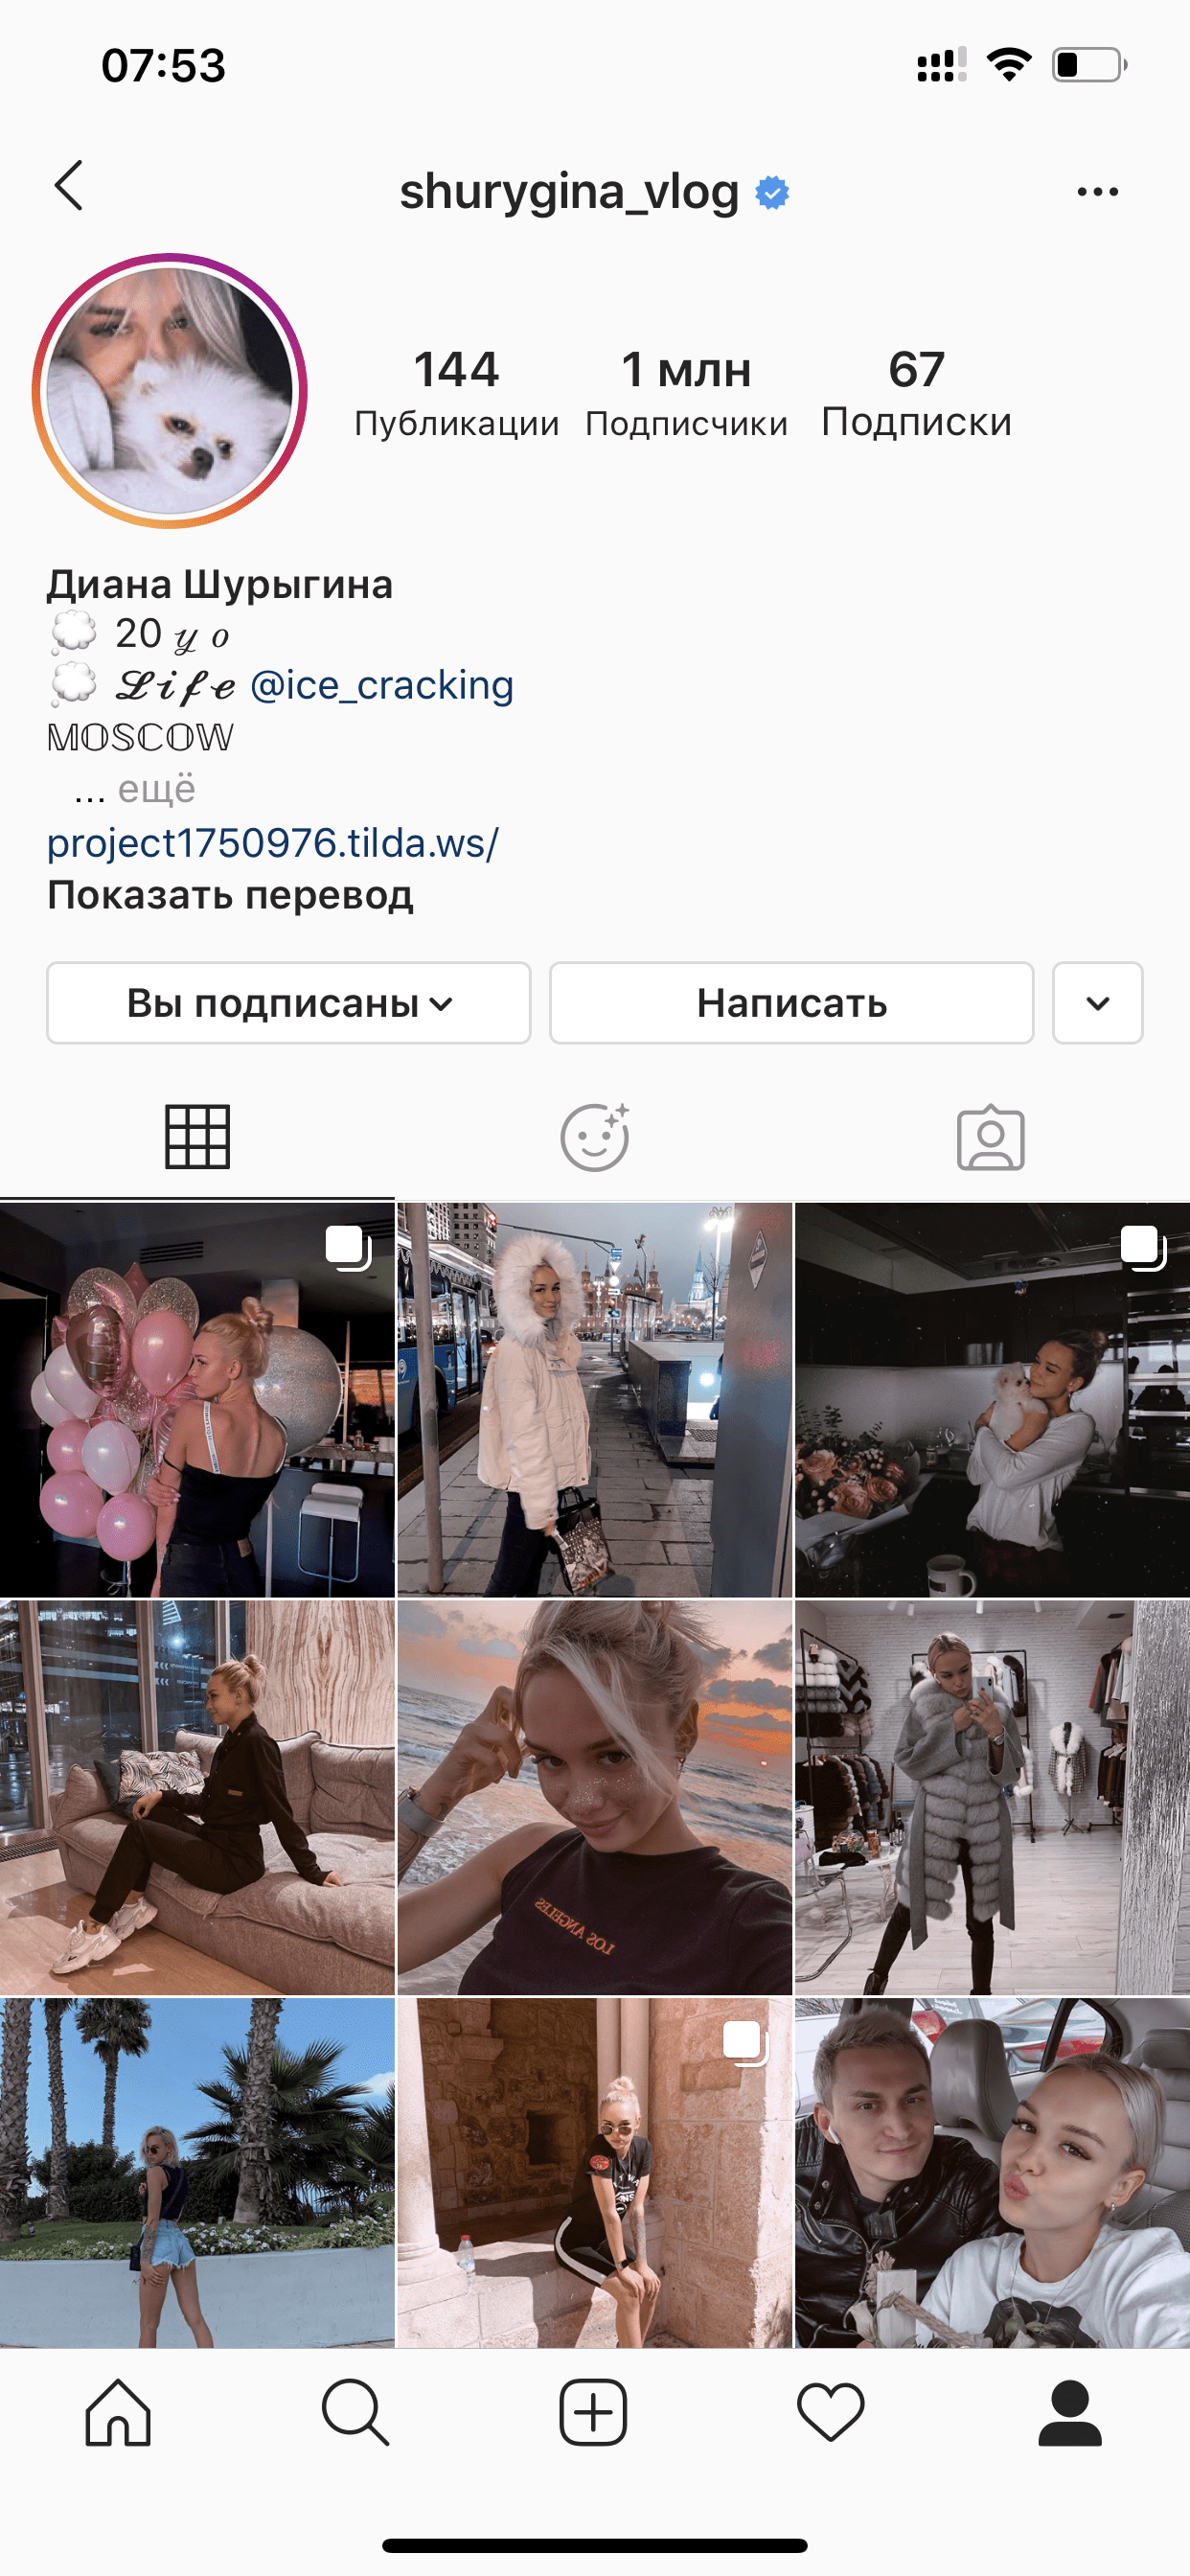 07:53
shurygina_vlog
144 1 млн 67
Публикации Подписчики Подписки
Диана Шурыгина
💭 20 𝓎 ℴ
💭 𝓛𝓲𝓯𝓮 @ice_cracking
𝕄𝕆𝕊ℂ𝕆𝕎
... ещё
project1750976.tilda.ws/
Показать перевод
Вы подписаны Написать
LOS ANGELES